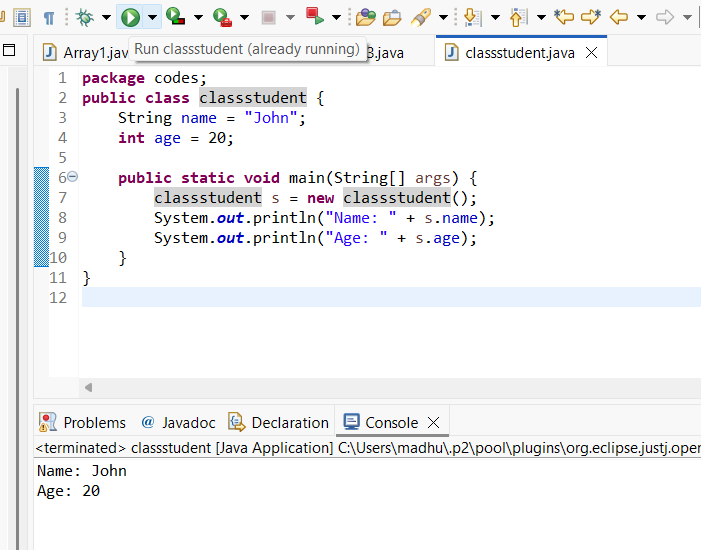 Array1.jav
Run classstudent (already running)
3.java
classstudent.java
1 package codes;
2 public class classstudent {
3     String name = "John";
4     int age = 20;
5
6     public static void main(String[] args) {
7         classstudent s = new classstudent();
8         System.out.println("Name: " + s.name);
9         System.out.println("Age: " + s.age);
10     }
11 }
12
Problems @ Javadoc Declaration Console
<terminated> classstudent [Java Application] C:\Users\madhu\.p2\pool\plugins\org.eclipse.justj.oper
Name: John
Age: 20